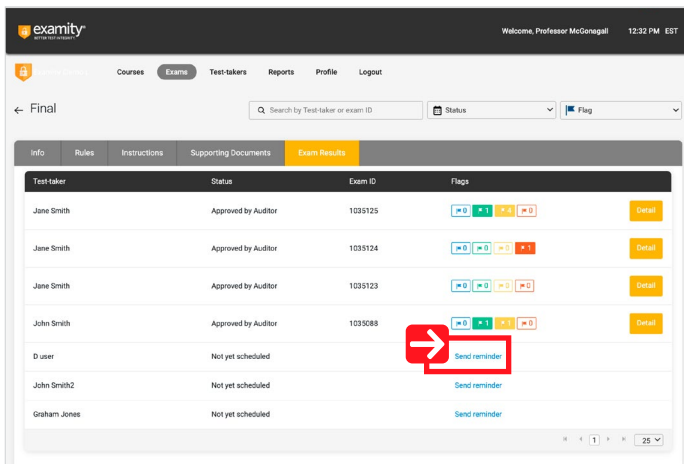 examity
BETTER TEST INTEGRITY
Welcome, Professor McGonagall 12:32 PM EST
Courses Exams Test-takers Reports Profile Logout
← Final Search by Test-taker or exam ID Status Flag
Info Rules Instructions Supporting Documents Exam Results
Test-taker Status Exam ID Flags
Jane Smith Approved by Auditor 1035125 0 1 4 0 Detail
Jane Smith Approved by Auditor 1035124 0 0 0 1 Detail
Jane Smith Approved by Auditor 1035123 0 0 0 0 Detail
John Smith Approved by Auditor 1035088 0 1 1 0 Detail
D user Not yet scheduled Send reminder
John Smith2 Not yet scheduled Send reminder
Graham Jones Not yet scheduled Send reminder
1 25